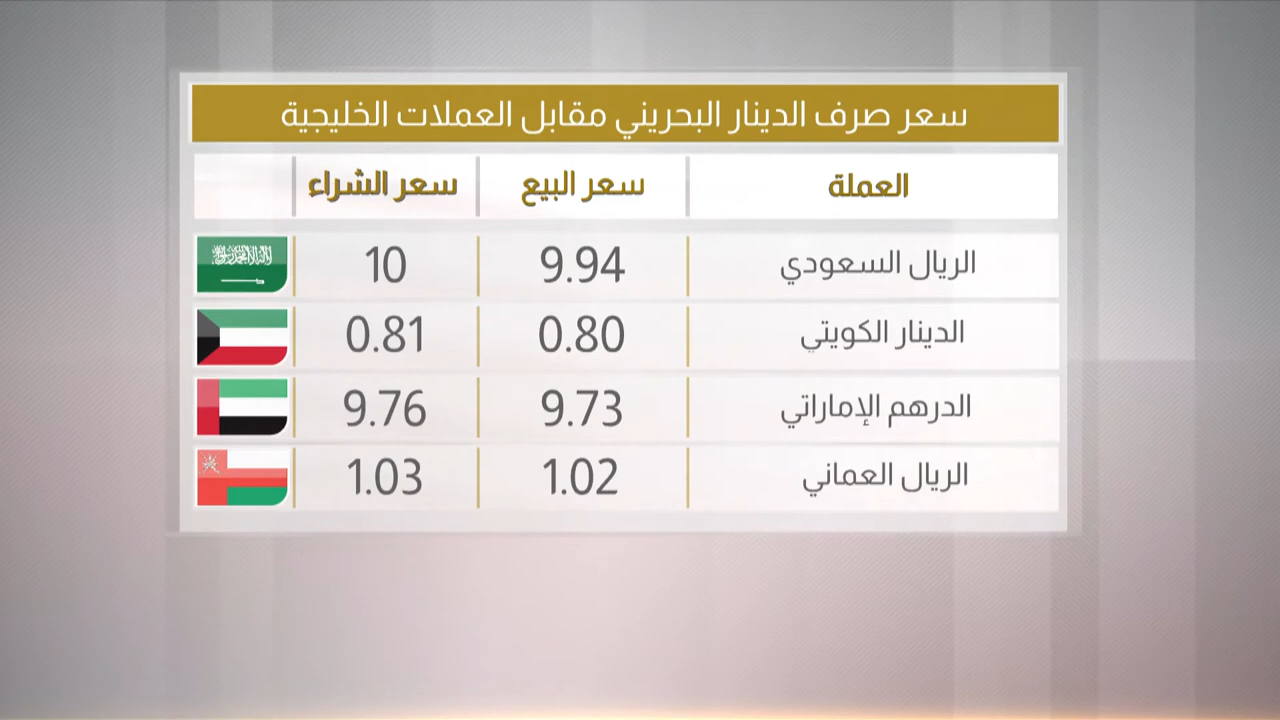 سعر صرف الدينار البحريني مقابل العملات الخليجية
العملة سعر البيع سعر الشراء
الريال السعودي 9.94 10
الدينار الكويتي 0.80 0.81
الدرهم الإماراتي 9.73 9.76
الريال العماني 1.02 1.03